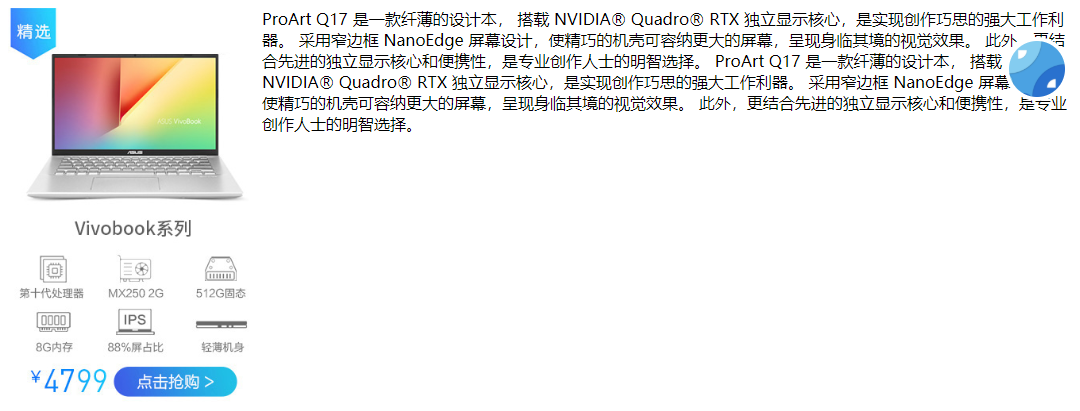 精选
ASUS VivoBook
ASUS
Vivobook系列
第十代处理器
MX250 2G
512G固态
8G内存
IPS
88%屏占比
轻薄机身
¥4799
点击抢购 >
ProArt Q17 是一款纤薄的设计本， 搭载 NVIDIA® Quadro® RTX 独立显示核心，是实现创作巧思的强大工作利
器。 采用窄边框 NanoEdge 屏幕设计，使精巧的机壳可容纳更大的屏幕，呈现身临其境的视觉效果。 此外，更结
合先进的独立显示核心和便携性，是专业创作人士的明智选择。 ProArt Q17 是一款纤薄的设计本， 搭载
NVIDIA® Quadro® RTX 独立显示核心，是实现创作巧思的强大工作利器。 采用窄边框 NanoEdge 屏幕
使精巧的机壳可容纳更大的屏幕，呈现身临其境的视觉效果。 此外，更结合先进的独立显示核心和便携性，是专业
创作人士的明智选择。